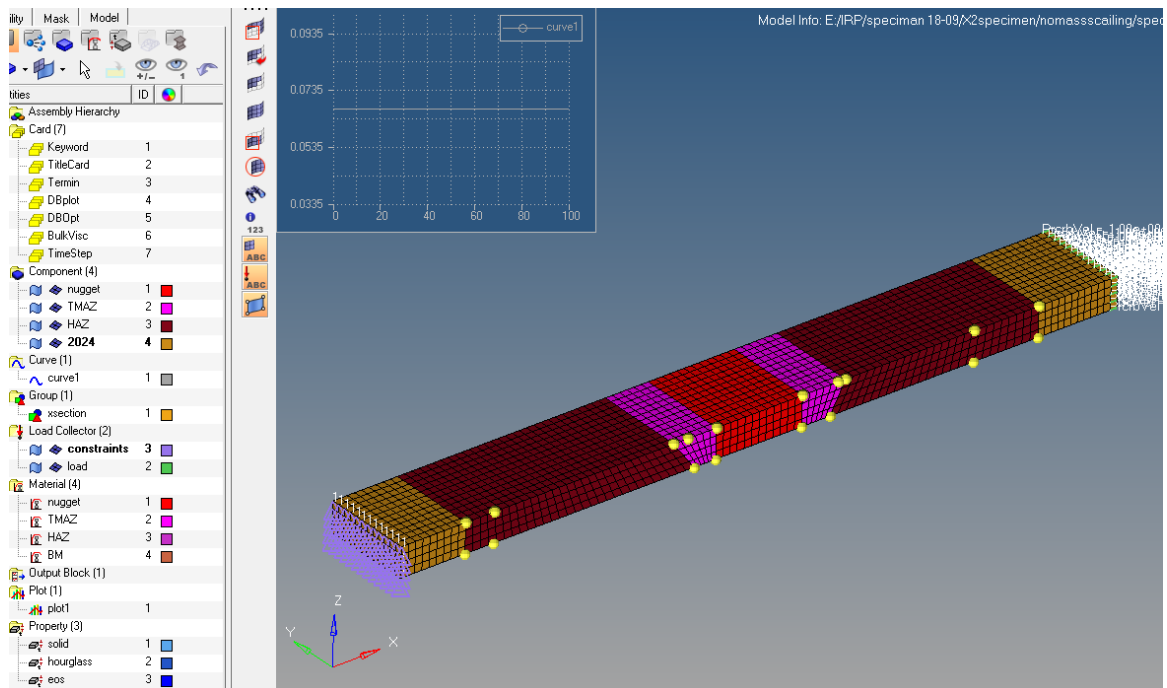 ility Mask Model
tities ID
Assembly Hierarchy
Card (7)
Keyword 1
TitleCard 2
Termin 3
DBplot 4
DBOpt 5
BulkVisc 6
TimeStep 7
Component (4)
nugget 1
TMAZ 2
HAZ 3
2024 4
Curve (1)
curve1 1
Group (1)
xsection 1
Load Collector (2)
constraints 3
load 2
Material (4)
nugget 1
TMAZ 2
HAZ 3
BM 4
Output Block (1)
Plot (1)
plot1 1
Property (3)
solid 1
hourglass 2
eos 3
+/- 1
123
ABC
ABC
Model Info: E:/IRP/speciman 18-09/X2specimen/nomassscailing/spec
curve1
0.0935
0.0735
0.0535
0.0335
0 20 40 60 80 100
Z
Y
X